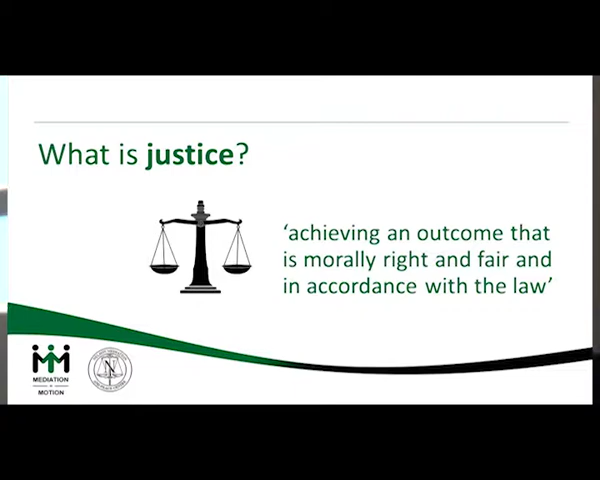 What is justice?
‘achieving an outcome that
is morally right and fair and
in accordance with the law’
MEDIATION
MOTION
N